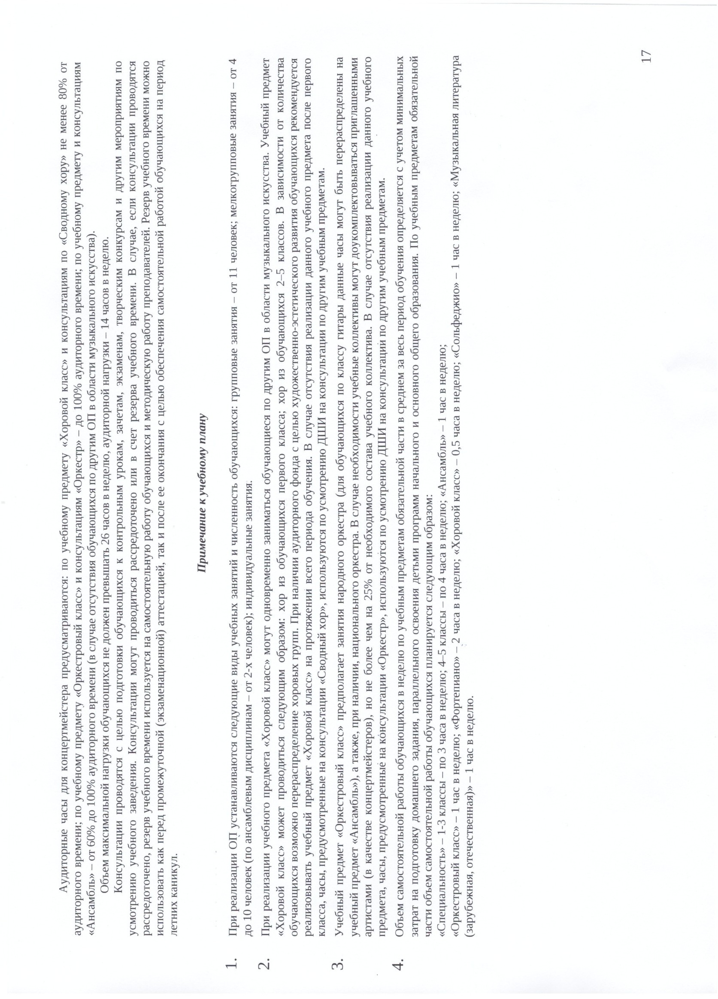 Аудиторные часы для концертмейстера предусматриваются: по учебному предмету «Хоровой класс» и консультациям по «Сводному хору» не менее 80% от
аудиторного времени; по учебному предмету «Оркестровый класс» и консультациям «Оркестр» – до 100% аудиторного времени; по учебному предмету и консультациям
«Ансамбль» – от 60% до 100% аудиторного времени (в случае отсутствия обучающихся по другим ОП в области музыкального искусства).
Объем максимальной нагрузки обучающихся не должен превышать 26 часов в неделю, аудиторной нагрузки – 14 часов в неделю.
Консультации проводятся с целью подготовки обучающихся к контрольным урокам, зачетам, экзаменам, творческим конкурсам и другим мероприятиям по
усмотрению учебного заведения. Консультации могут проводиться рассредоточено или в счет резерва учебного времени. В случае, если консультации проводятся
рассредоточено, резерв учебного времени используется на самостоятельную работу обучающихся и методическую работу преподавателей. Резерв учебного времени можно
использовать как перед промежуточной (экзаменационной) аттестацией, так и после ее окончания с целью обеспечения самостоятельной работой обучающихся на период
летних каникул.
Примечание к учебному плану
1. При реализации ОП устанавливаются следующие виды учебных занятий и численность обучающихся: групповые занятия – от 11 человек; мелкогрупповые занятия – от 4
до 10 человек (по ансамблевым дисциплинам – от 2-х человек); индивидуальные занятия.
2. При реализации учебного предмета «Хоровой класс» могут одновременно заниматься обучающиеся по другим ОП в области музыкального искусства. Учебный предмет
«Хоровой класс» может проводиться следующим образом: хор из обучающихся первого класса; хор из обучающихся 2–5 классов. В зависимости от количества
обучающихся возможно перераспределение хоровых групп. При наличии аудиторного фонда с целью художественно-эстетического развития обучающихся рекомендуется
реализовывать учебный предмет «Хоровой класс» на протяжении всего периода обучения. В случае отсутствия реализации данного учебного предмета после первого
класса, часы, предусмотренные на консультации «Сводный хор», используются по усмотрению ДШИ на консультации по другим учебным предметам.
3. Учебный предмет «Оркестровый класс» предполагает занятия народного оркестра (для обучающихся по классу гитары данные часы могут быть перераспределены на
учебный предмет «Ансамбль»), а также, при наличии, национального оркестра. В случае необходимости учебные коллективы могут доукомплектовываться приглашенными
артистами (в качестве концертмейстеров), но не более чем на 25% от необходимого состава учебного коллектива. В случае отсутствия реализации данного учебного
предмета, часы, предусмотренные на консультации «Оркестр», используются по усмотрению ДШИ на консультаций по другим учебным предметам.
4. Объем самостоятельной работы обучающихся в неделю по учебным предметам обязательной части в среднем за весь период обучения определяется с учетом минимальных
затрат на подготовку домашнего задания, параллельного освоения детьми программ начального и основного общего образования. По учебным предметам обязательной
части объем самостоятельной работы обучающихся планируется следующим образом:
«Специальность» – 1-3 классы – по 3 часа в неделю; 4–5 классы – по 4 часа в неделю; «Ансамбль» – 1 час в неделю;
«Оркестровый класс» – 1 час в неделю; «Фортепиано» – 2 часа в неделю; «Хоровой класс» – 0,5 часа в неделю; «Сольфеджио» – 1 час в неделю; «Музыкальная литература
(зарубежная, отечественная)» – 1 час в неделю.
17